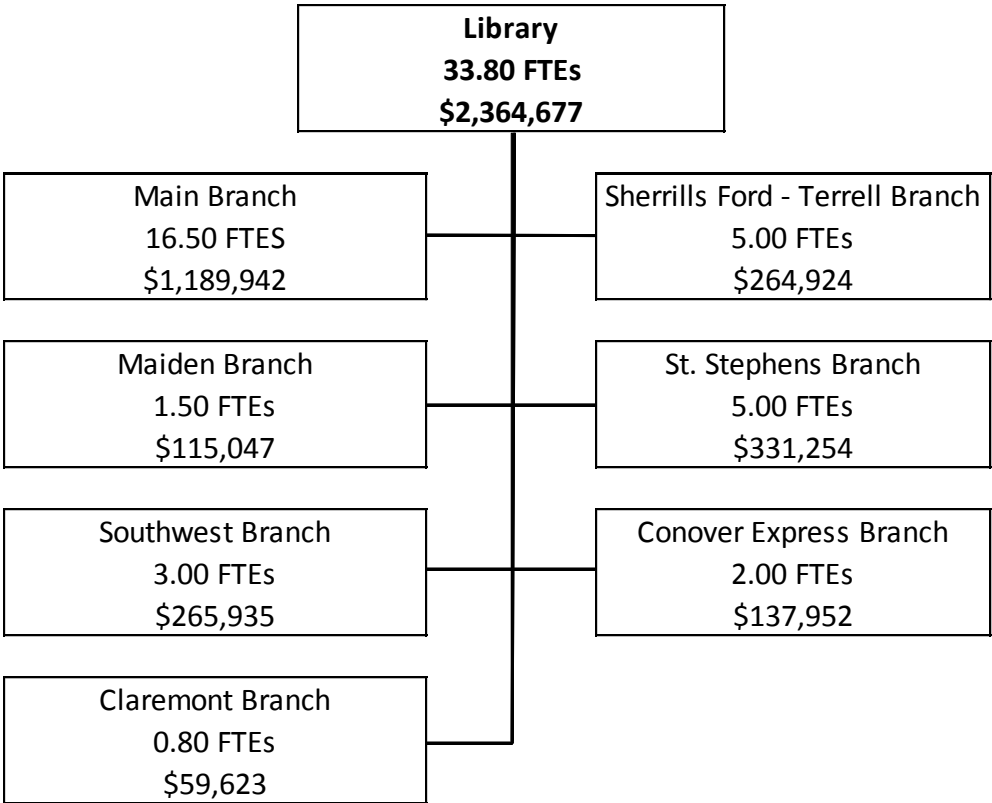 Library
33.80 FTEs
$2,364,677
Main Branch
16.50 FTES
$1,189,942
Sherrills Ford - Terrell Branch
5.00 FTEs
$264,924
Maiden Branch
1.50 FTEs
$115,047
St. Stephens Branch
5.00 FTEs
$331,254
Southwest Branch
3.00 FTEs
$265,935
Conover Express Branch
2.00 FTEs
$137,952
Claremont Branch
0.80 FTEs
$59,623